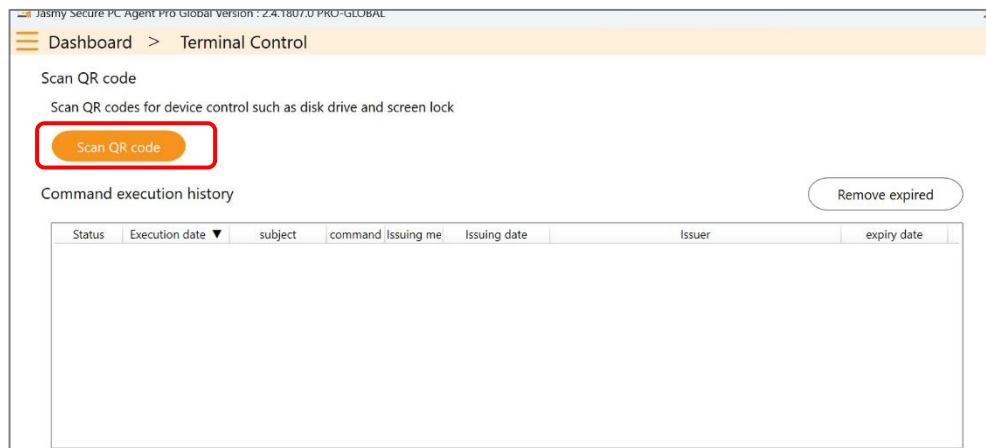 Jasmy Secure PC Agent Pro Global Version : 2.4.1807.0 PRO-GLOBAL
Dashboard > Terminal Control
Scan QR code
Scan QR codes for device control such as disk drive and screen lock
Scan QR code
Command execution history
Remove expired
Status Execution date ▼ subject command Issuing me Issuing date Issuer expiry date